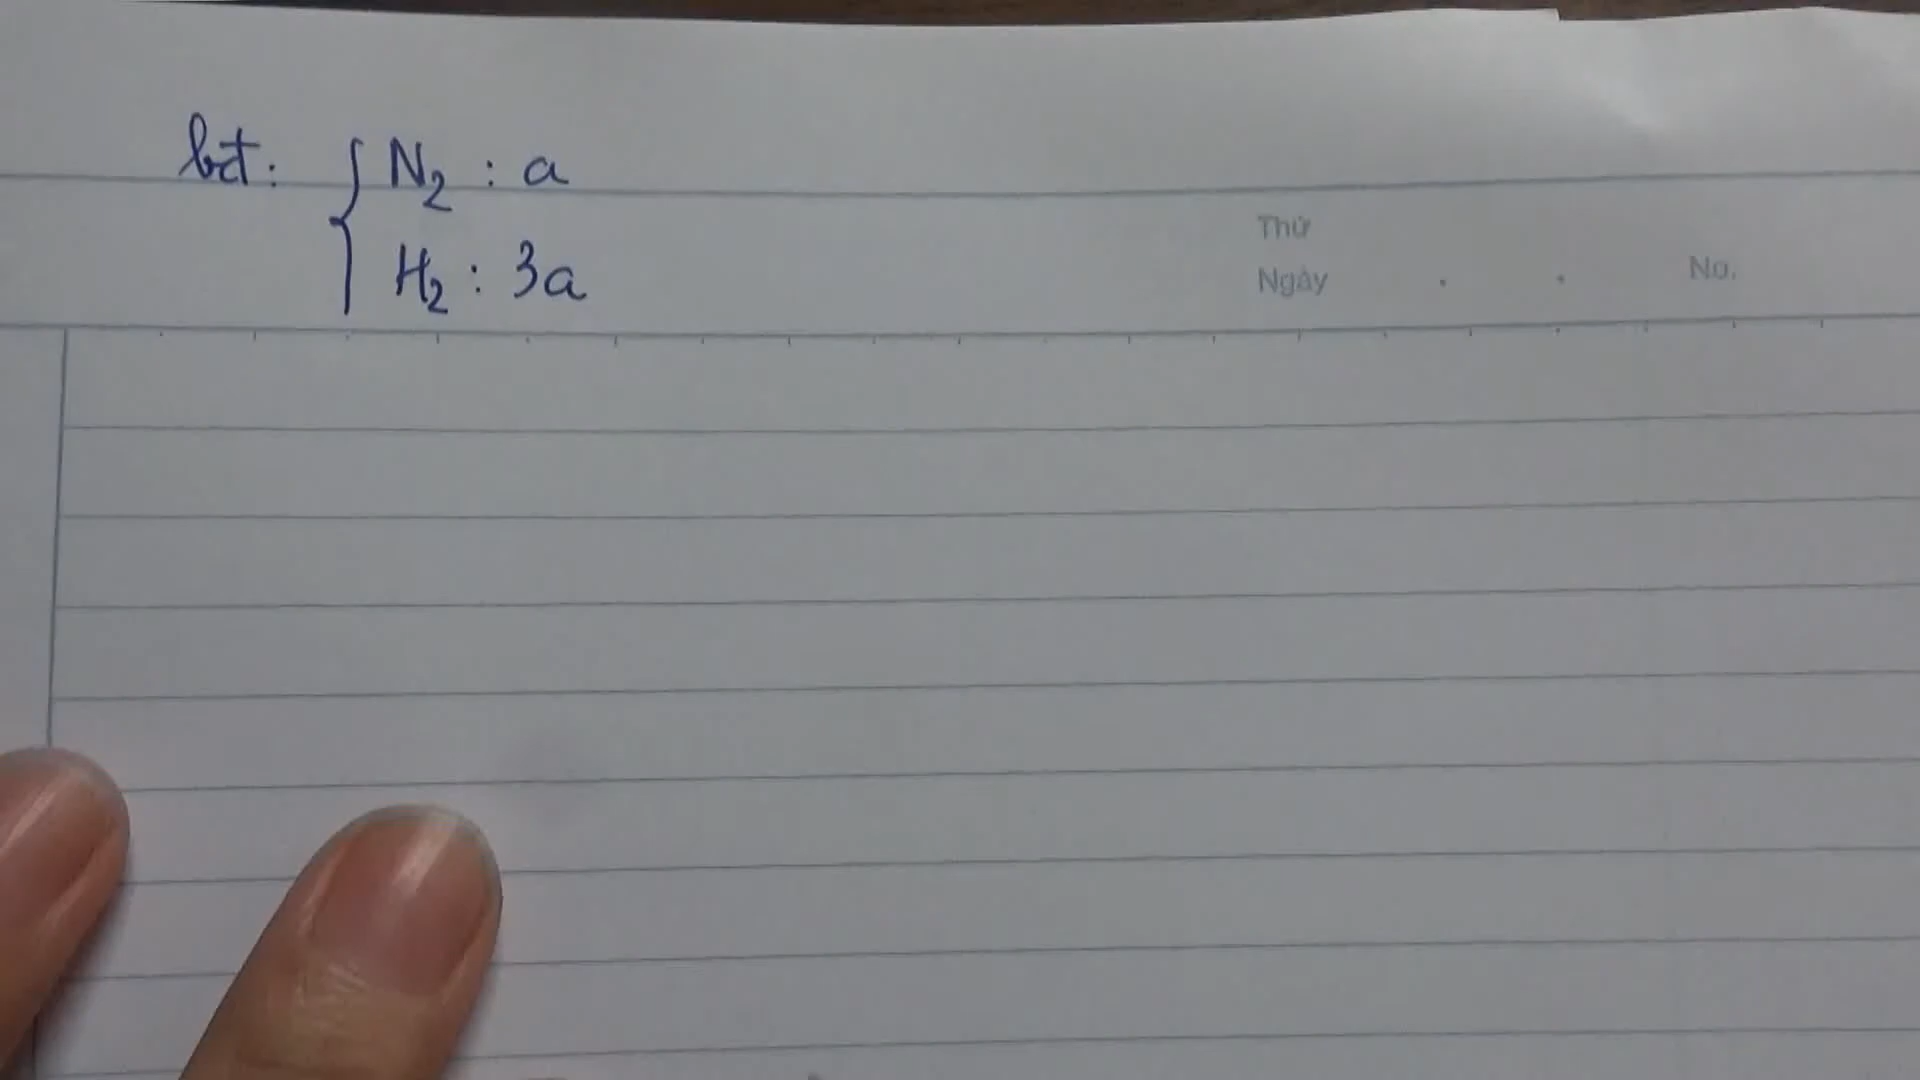 bđ: { N₂ : a
H₂ : 3a
Thứ
Ngày . . No.